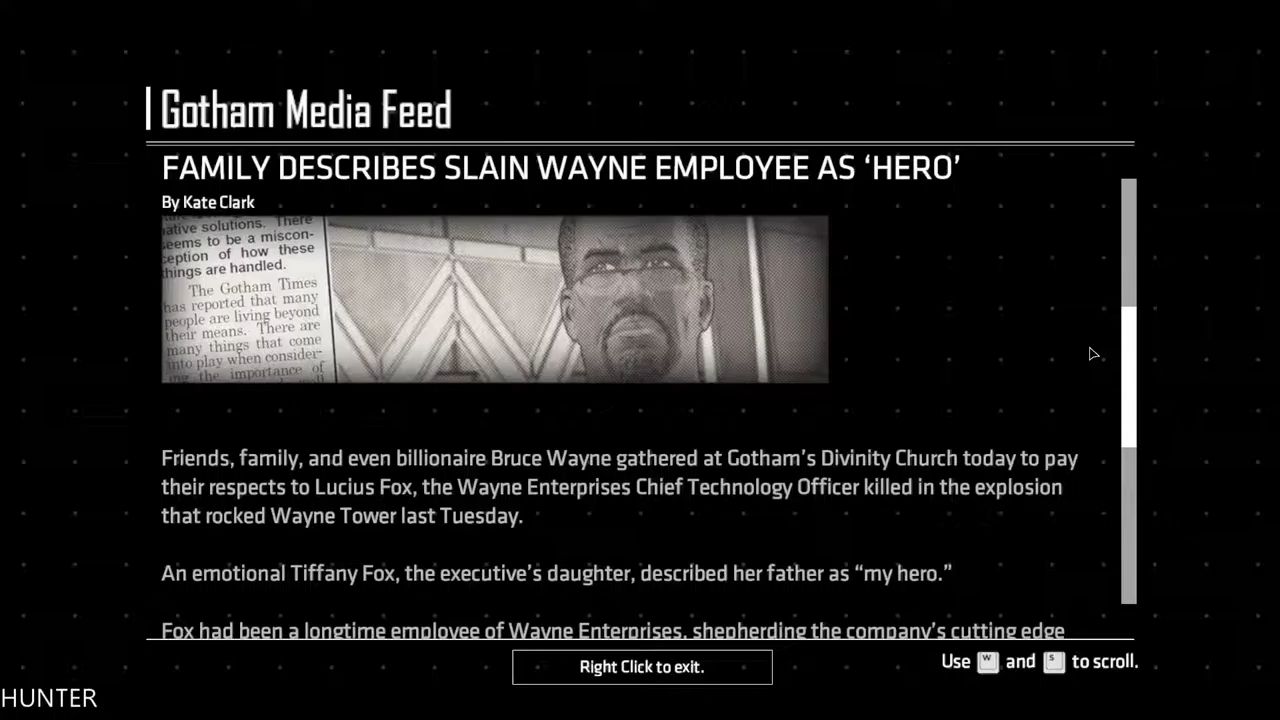 Gotham Media Feed
FAMILY DESCRIBES SLAIN WAYNE EMPLOYEE AS ‘HERO’
By Kate Clark
ative solutions. There
seems to be a miscon-
ception of how these
things are handled.
The Gotham Times
has reported that many
people are living beyond
their means. There are
many things that come
into play when consider-
ing the importance of
Friends, family, and even billionaire Bruce Wayne gathered at Gotham’s Divinity Church today to pay
their respects to Lucius Fox, the Wayne Enterprises Chief Technology Officer killed in the explosion
that rocked Wayne Tower last Tuesday.
An emotional Tiffany Fox, the executive’s daughter, described her father as “my hero.”
Fox had been a longtime employee of Wayne Enterprises, shepherding the company’s cutting edge
Right Click to exit.
Use W and S to scroll.
HUNTER